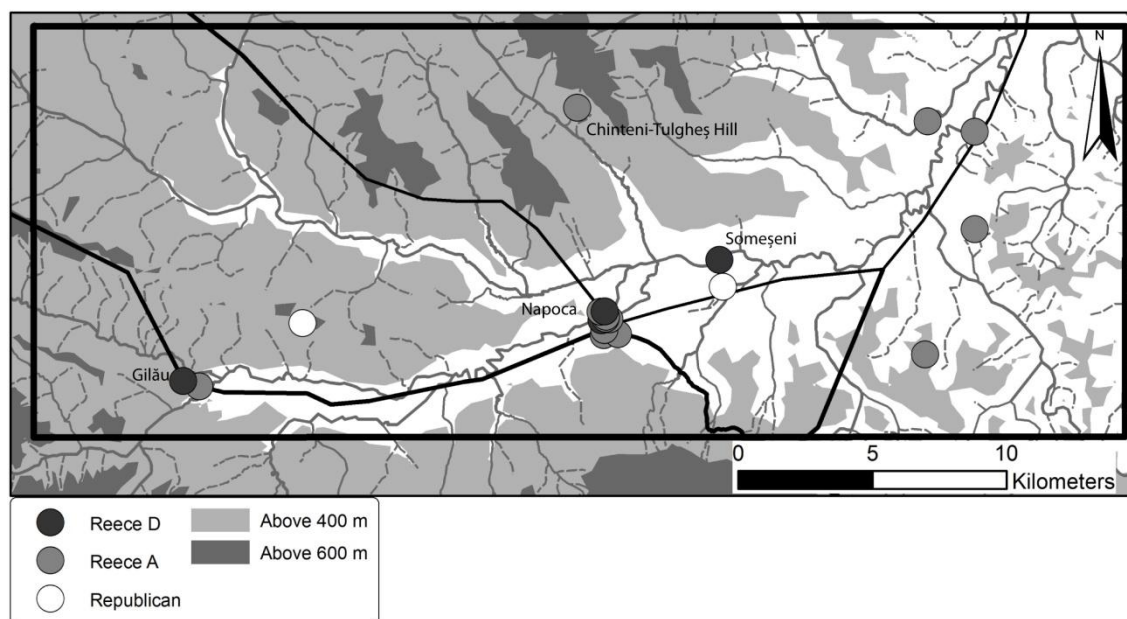 N
Chinteni-Tulgheș Hill
Someșeni
Napoca
Gilău
0 5 10
Kilometers
Reece D
Above 400 m
Reece A
Above 600 m
Republican